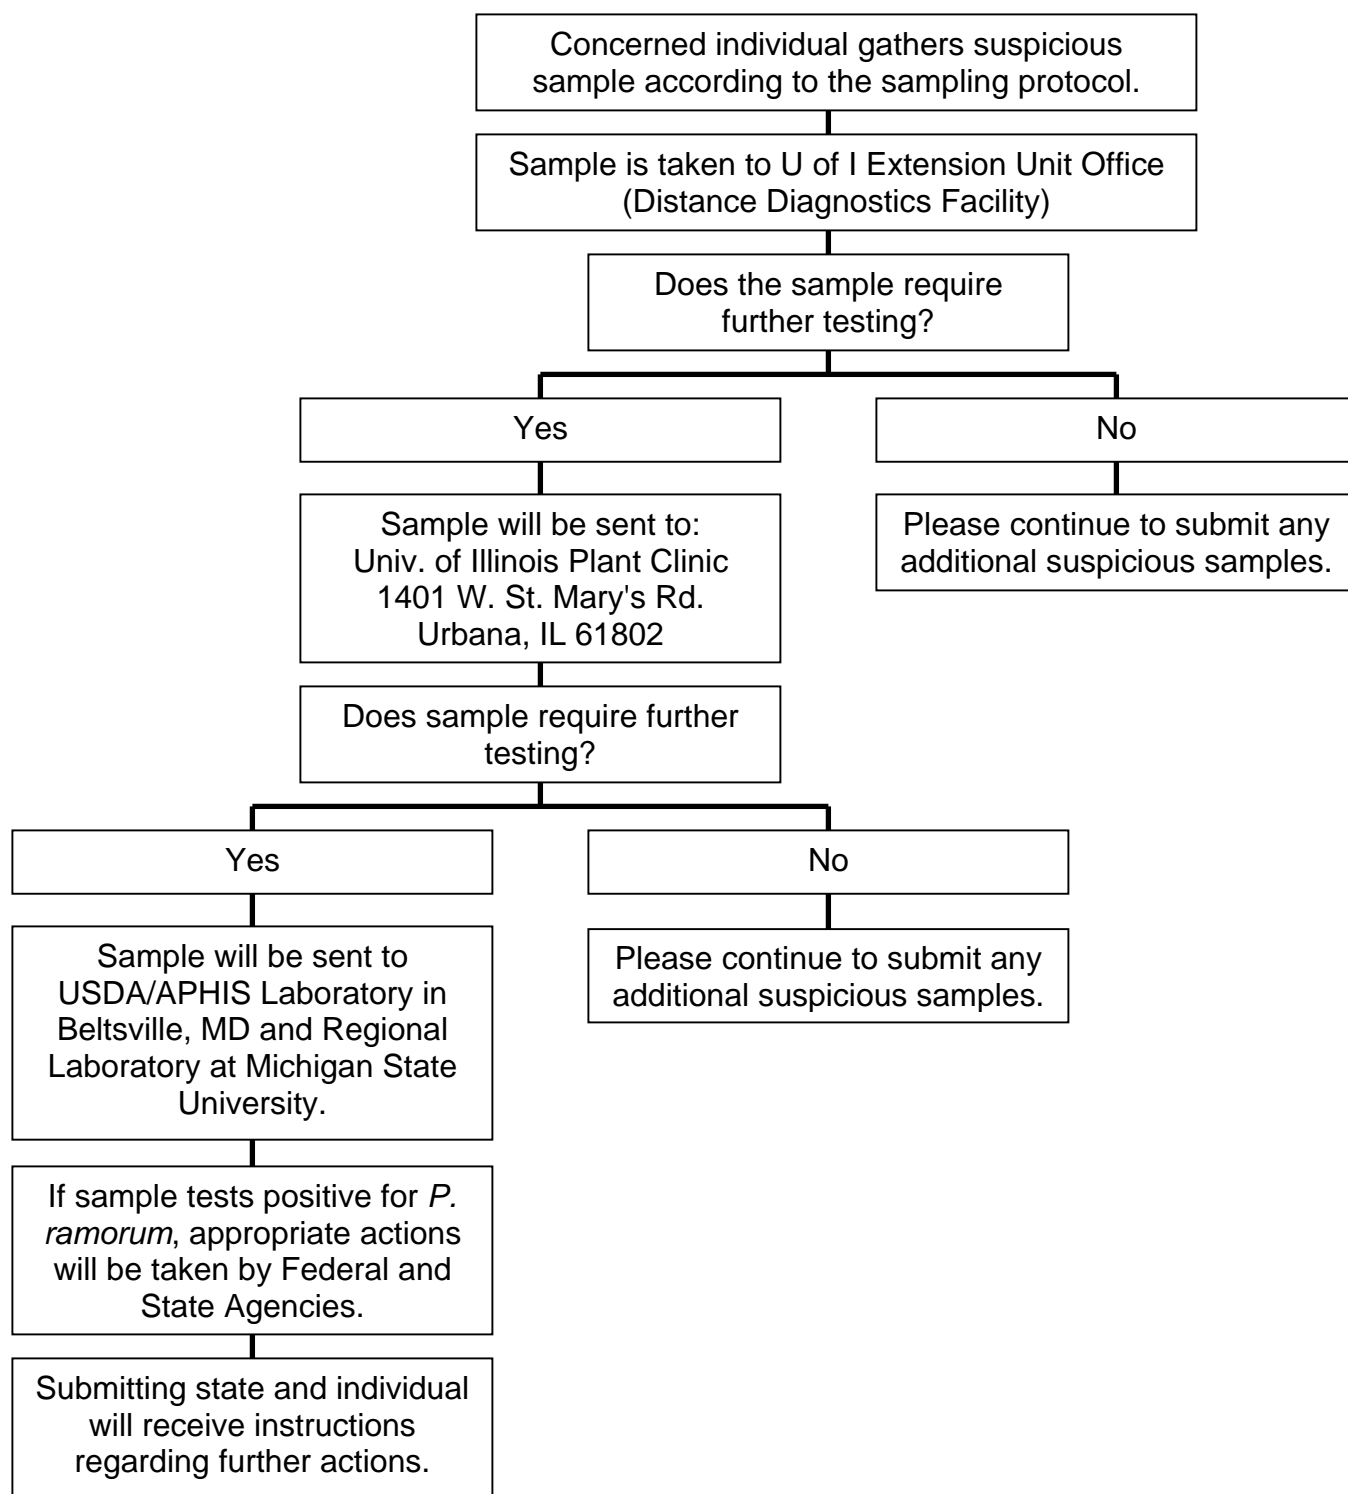 Concerned individual gathers suspicious
sample according to the sampling protocol.
Sample is taken to U of I Extension Unit Office
(Distance Diagnostics Facility)
Does the sample require
further testing?
Yes
No
Sample will be sent to:
Univ. of Illinois Plant Clinic
1401 W. St. Mary's Rd.
Urbana, IL 61802
Please continue to submit any
additional suspicious samples.
Does sample require further
testing?
Yes
No
Sample will be sent to
USDA/APHIS Laboratory in
Beltsville, MD and Regional
Laboratory at Michigan State
University.
Please continue to submit any
additional suspicious samples.
If sample tests positive for P.
ramorum, appropriate actions
will be taken by Federal and
State Agencies.
Submitting state and individual
will receive instructions
regarding further actions.